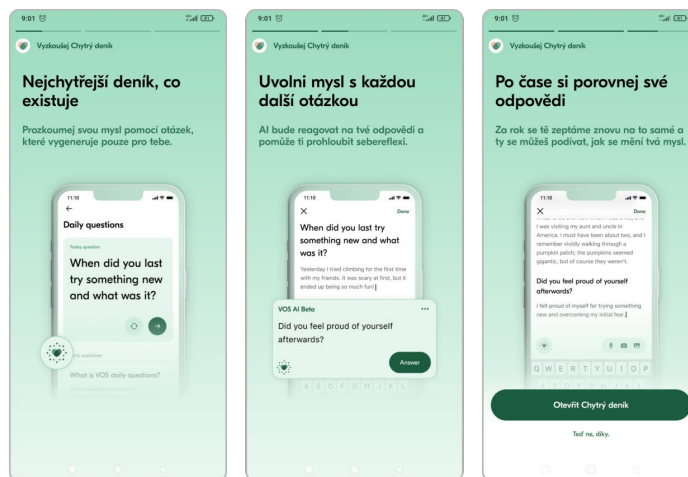 9:01
Vyzkoušej Chytrý deník
Nejchytřejší deník, co
existuje
Prozkoumej svou mysl pomocí otázek,
které vygeneruje pouze pro tebe.
11:10
Daily questions
Today question
When did you last
try something new
and what was it?
What is VOS daily questions?
9:01
Vyzkoušej Chytrý deník
Uvolni mysl s každou
další otázkou
AI bude reagovat na tvé odpovědi a
pomůže ti prohloubit sebereflexi.
11:10
Done
When did you last try
something new and what
was it?
Yesterday I tried climbing for the first time
with my friends. It was scary at first, but it
ended up being so much fun!
VOS AI Beta
Did you feel proud of yourself
afterwards?
Answer
A S D F G H J K L
9:01
Vyzkoušej Chytrý deník
Po čase si porovnej své
odpovědi
Za rok se tě zeptáme znovu na to samé a
ty se můžeš podívat, jak se mění tvá mysl.
11:10
Done
I was visiting my aunt and uncle in
America. I must have been about two, and I
remember vividly walking through a
pumpkin patch; the pumpkins seemed
gigantic, but of course they weren't.
Did you feel proud of yourself
afterwards?
I felt proud of myself for trying something
new and overcoming my initial fear.
Q W E R T Y U I O P
Otevřít Chytrý deník
Teď ne, díky.